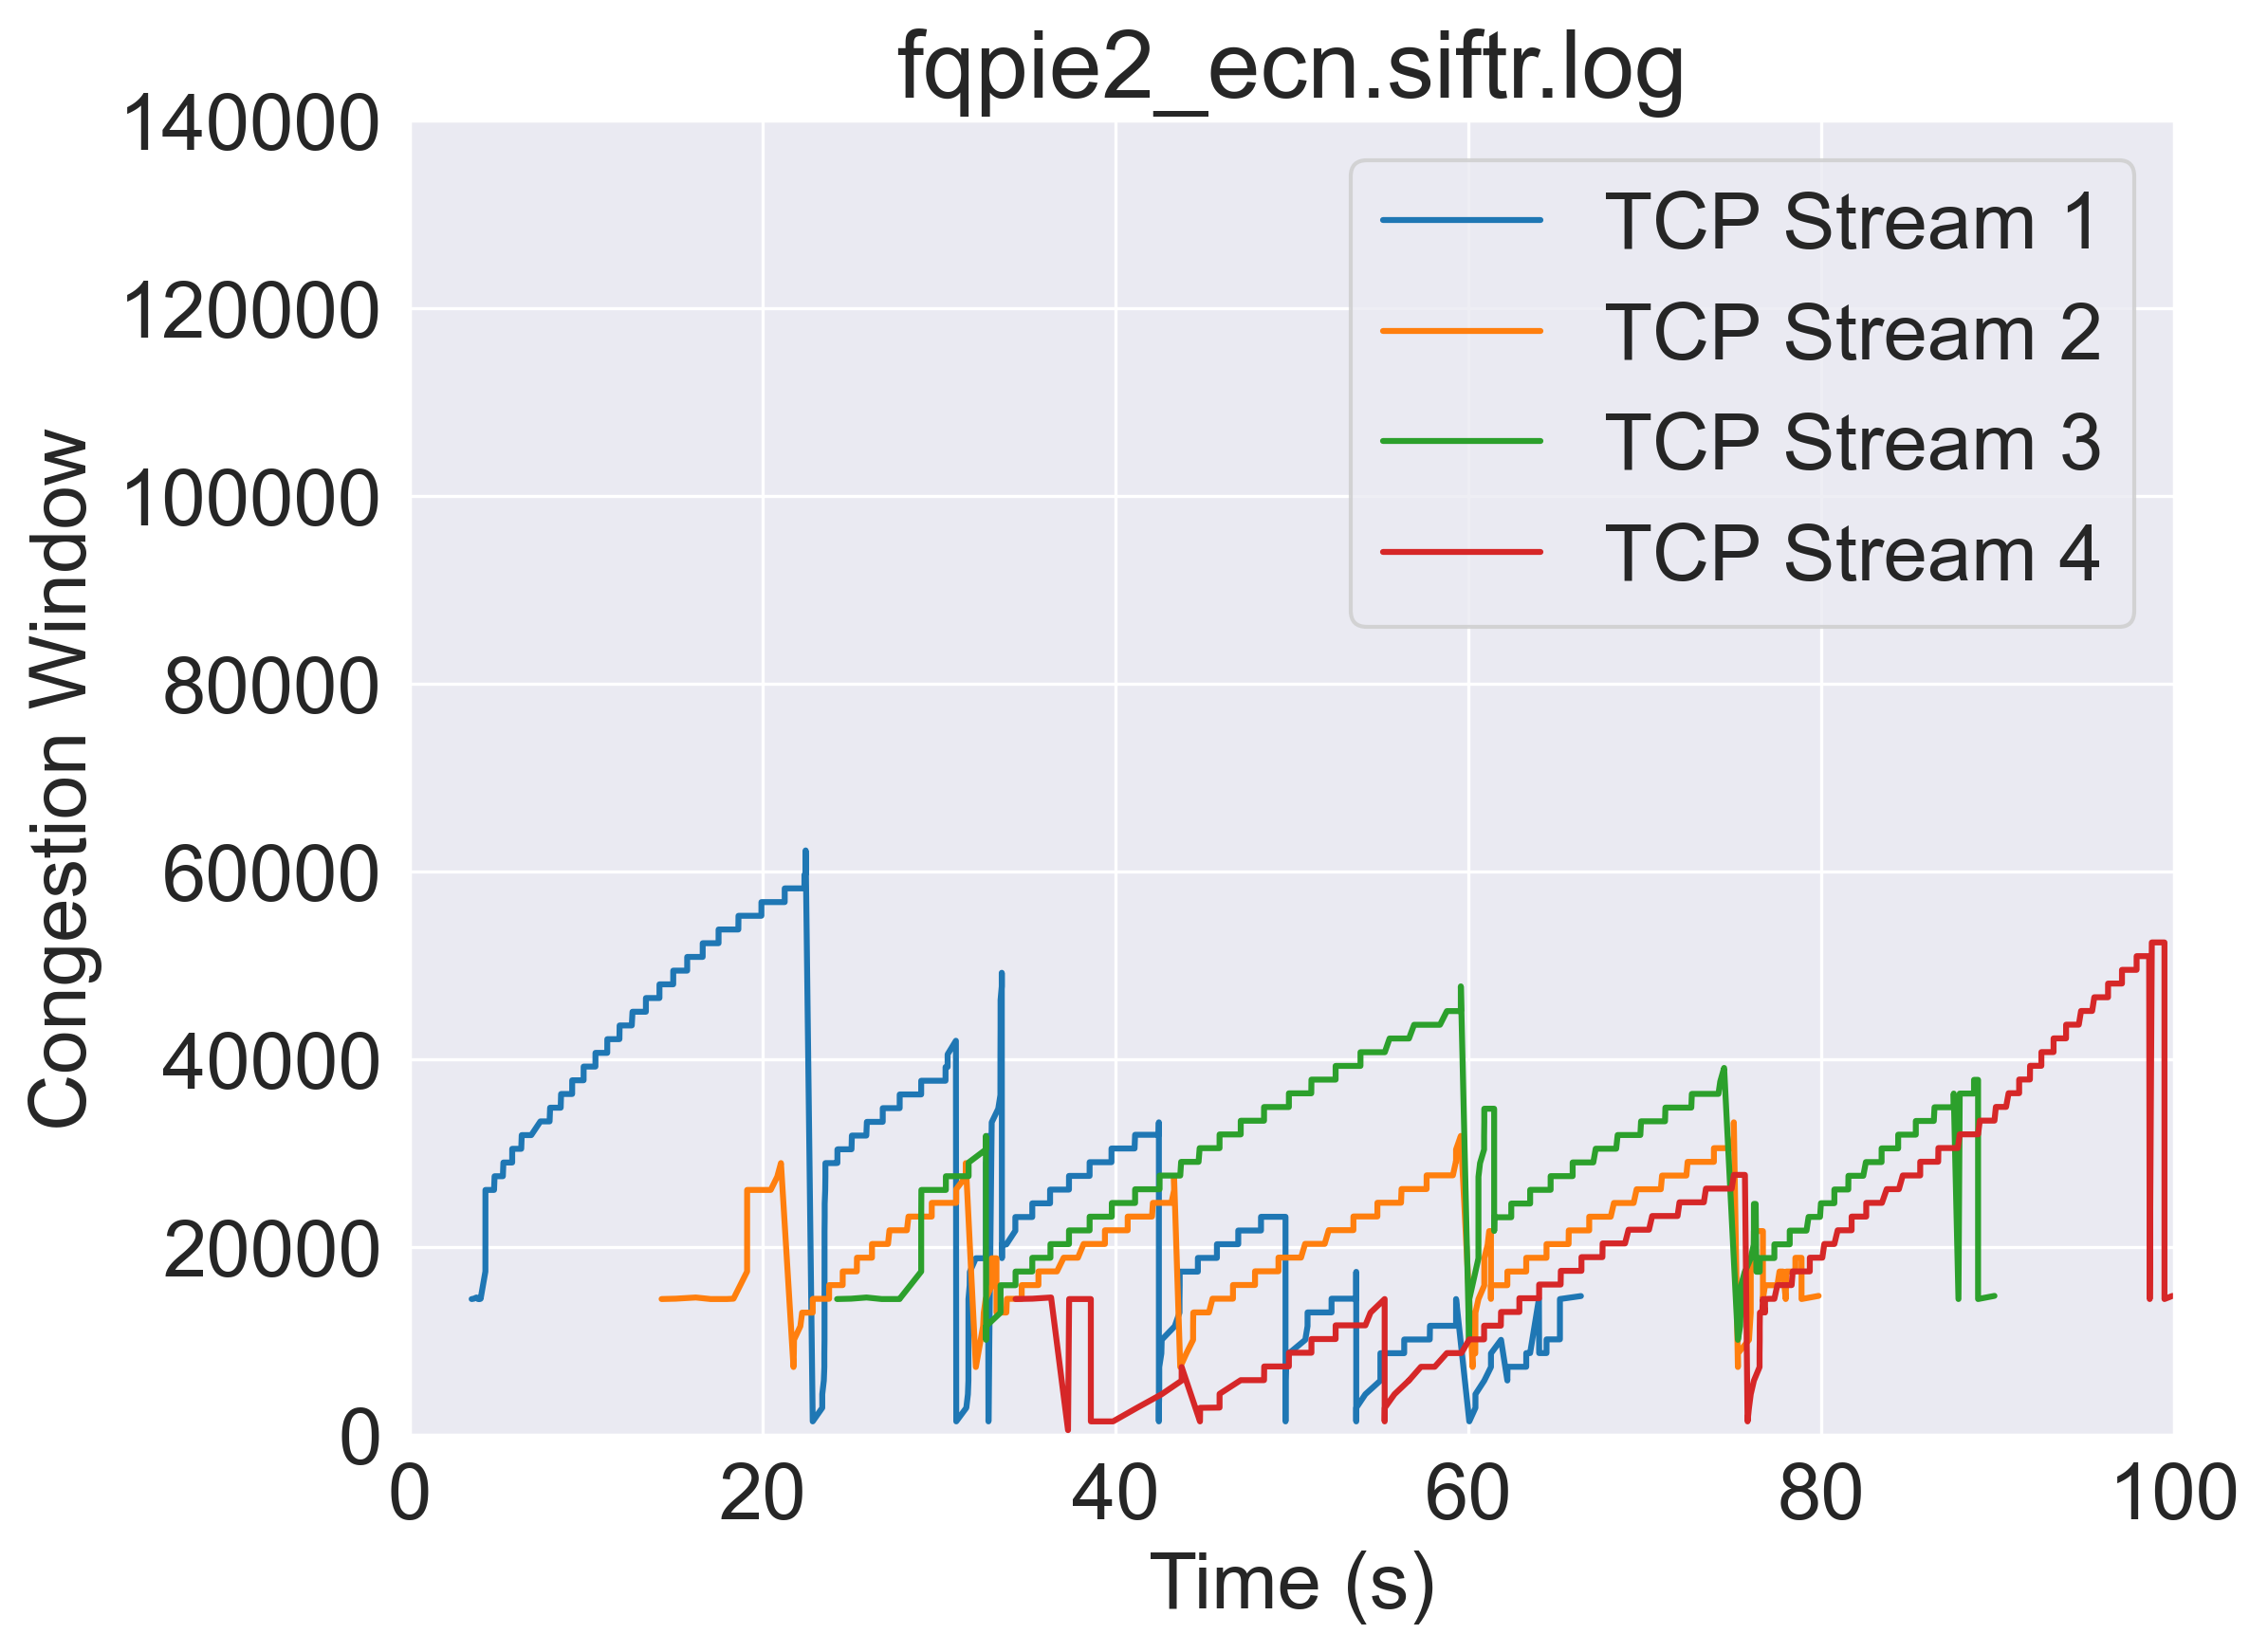 fqpie2_ecn.siftr.log
140000
120000
100000
80000
60000
40000
20000
0
Congestion Window
TCP Stream 1
TCP Stream 2
TCP Stream 3
TCP Stream 4
0 20 40 60 80 100
Time (s)